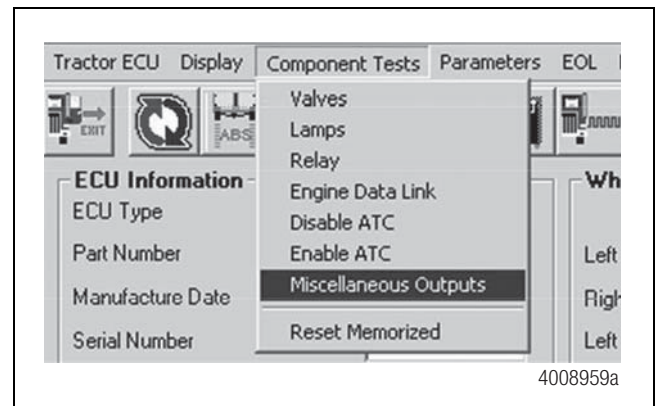 Tractor ECU Display Component Tests Parameters EOL
EXIT
ABS
Valves
Lamps
Relay
Engine Data Link
Disable ATC
Enable ATC
Miscellaneous Outputs
Reset Memorized
ECU Information
ECU Type
Part Number
Manufacture Date
Serial Number
Wh
Left
Righ
Left
4008959a